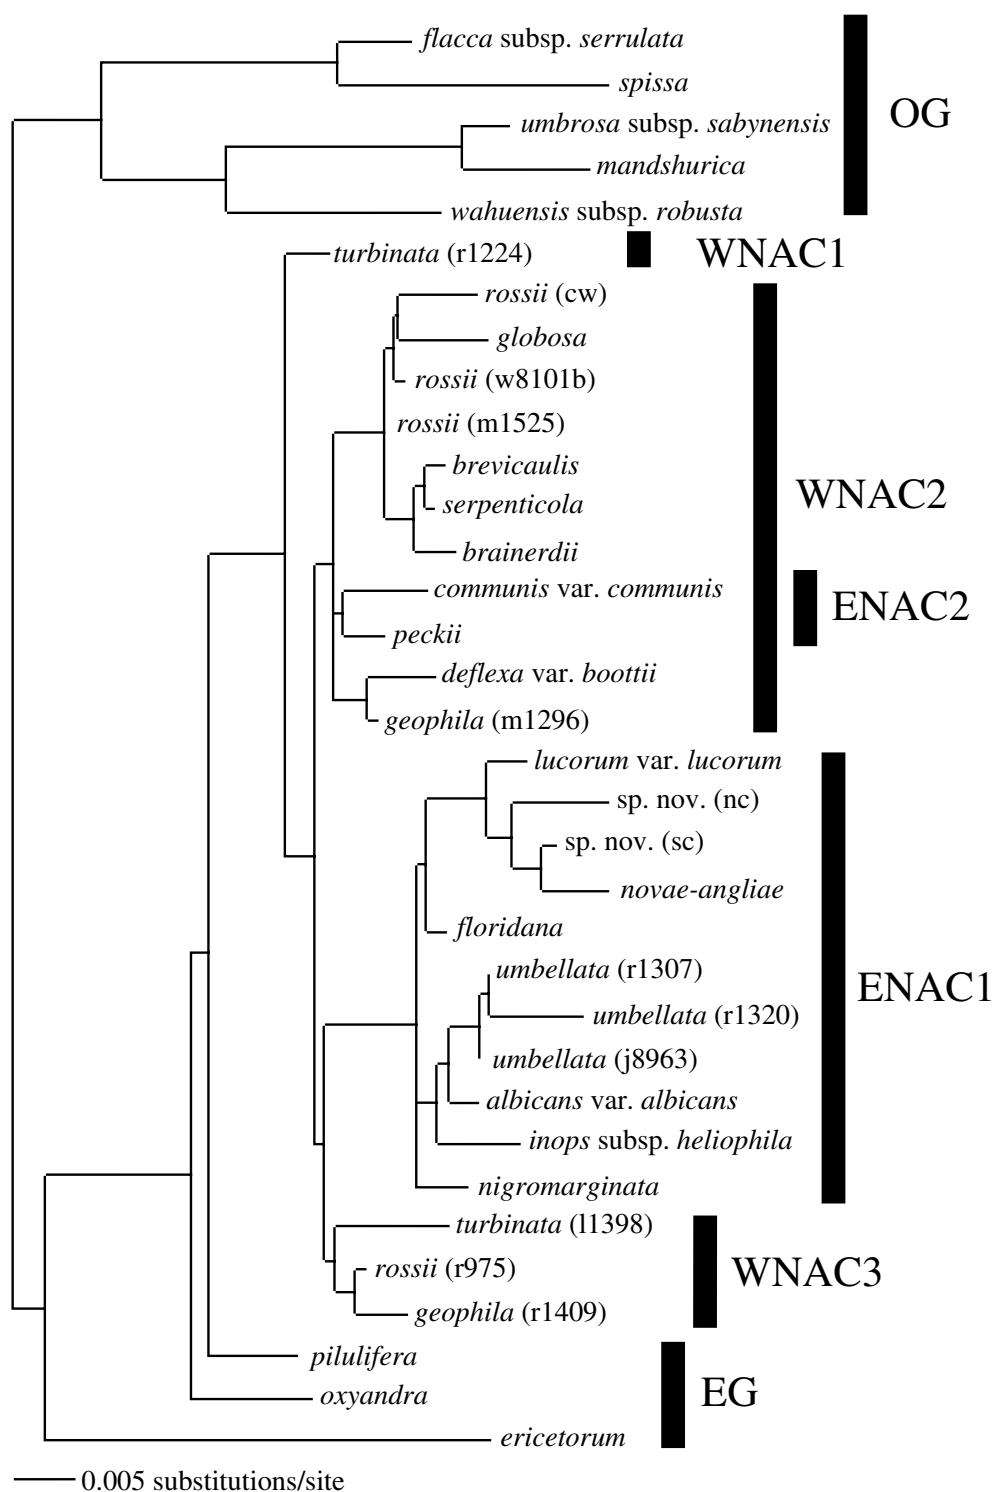 flacca subsp. serrulata
spissa
OG
umbrosa subsp. sabynensis
mandshurica
wahuensis subsp. robusta
turbinata (r1224)
WNAC1
rossii (cw)
globosa
rossii (w8101b)
rossii (m1525)
brevicaulis
WNAC2
serpenticola
brainerdii
communis var. communis
ENAC2
peckii
deflexa var. boottii
geophila (m1296)
lucorum var. lucorum
sp. nov. (nc)
sp. nov. (sc)
novae-angliae
floridana
umbellata (r1307)
ENAC1
umbellata (r1320)
umbellata (j8963)
albicans var. albicans
inops subsp. heliophila
nigromarginata
turbinata (l1398)
rossii (r975)
WNAC3
geophila (r1409)
pilulifera
oxyandra
EG
ericetorum
0.005 substitutions/site